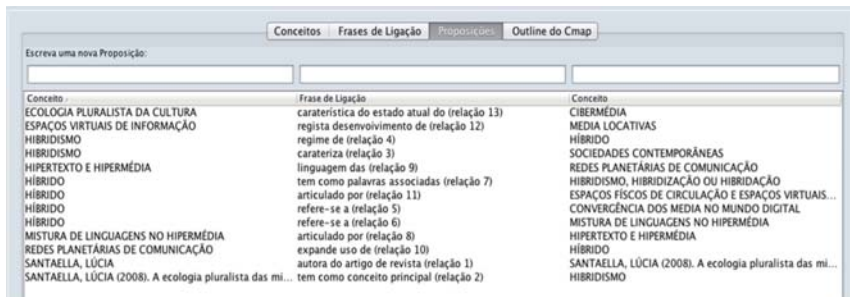 Conceitos Frases de Ligação Proposições Outline do Cmap
Escreva uma nova Proposição:
Conceito Frase de Ligação Conceito
ECOLOGIA PLURALISTA DA CULTURA caraterística do estado atual do (relação 13) CIBERMÉDIA
ESPAÇOS VIRTUAIS DE INFORMAÇÃO regista desenvoivimento de (relação 12) MEDIA LOCATIVAS
HIBRIDISMO regime de (relação 4) HÍBRIDO
HIBRIDISMO carateriza (relação 3) SOCIEDADES CONTEMPORÂNEAS
HIPERTEXTO E HIPERMÉDIA linguagem das (relação 9) REDES PLANETÁRIAS DE COMUNICAÇÃO
HÍBRIDO tem como palavras associadas (relação 7) HIBRIDISMO, HIBRIDIZAÇÃO OU HIBRIDAÇÃO
HÍBRIDO articulado por (relação 11) ESPAÇOS FÍSCOS DE CIRCULAÇÃO E ESPAÇOS VIRTUAIS...
HÍBRIDO refere-se a (relação 5) CONVERGÊNCIA DOS MEDIA NO MUNDO DIGITAL
HÍBRIDO refere-se a (relação 6) MISTURA DE LINGUAGENS NO HIPERMÉDIA
MISTURA DE LINGUAGENS NO HIPERMÉDIA articulado por (relação 8) HIPERTEXTO E HIPERMÉDIA
REDES PLANETÁRIAS DE COMUNICAÇÃO expande uso de (relação 10) HÍBRIDO
SANTAELLA, LÚCIA autora do artigo de revista (relação 1) SANTAELLA, LÚCIA (2008). A ecologia pluralista das mi...
SANTAELLA, LÚCIA (2008). A ecologia pluralista das mi... tem como conceito principal (relação 2) HIBRIDISMO